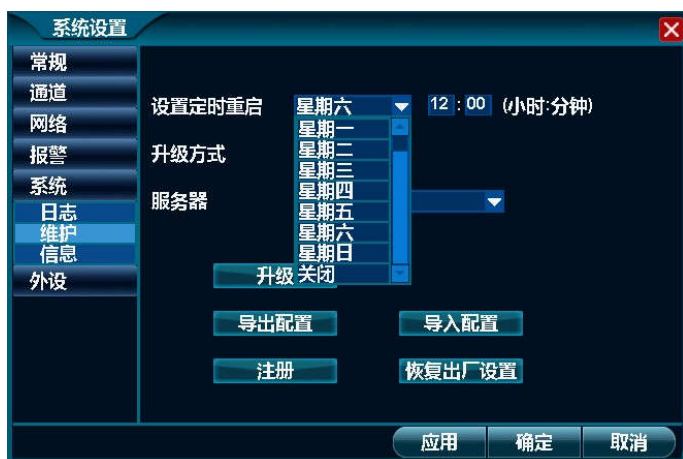 系统设置
常规
通道
网络
报警
系统
日志
维护
信息
外设
设置定时重启 星期六 12 : 00 (小时:分钟)
星期一
星期二
星期三
星期四
星期五
星期六
星期日
关闭
升级方式
服务器
升级
导出配置 导入配置
注册 恢复出厂设置
应用 确定 取消